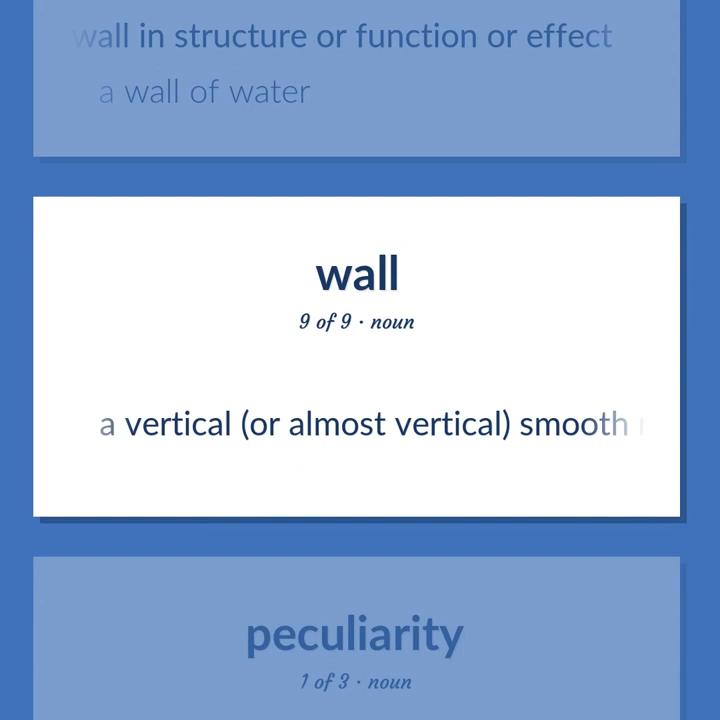 wall in structure or function or effect
a wall of water
wall
9 of 9 · noun
a vertical (or almost vertical) smooth
peculiarity
1 of 3 · noun